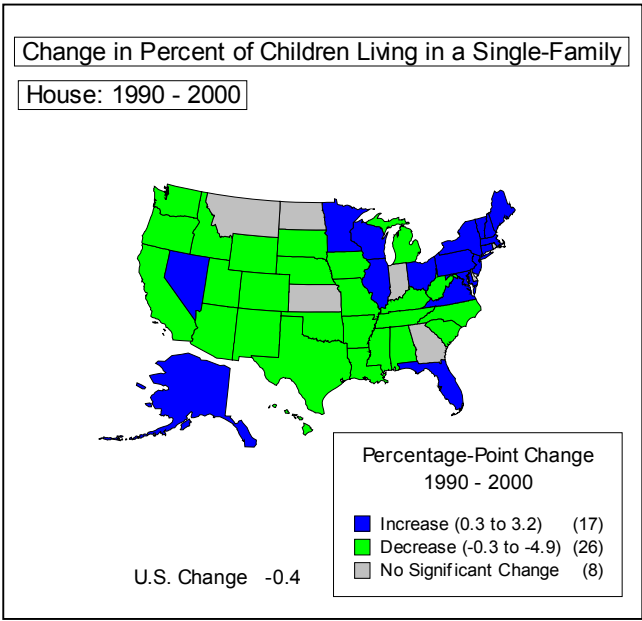 Change in Percent of Children Living in a Single-Family
House: 1990 - 2000
Percentage-Point Change
1990 - 2000
Increase (0.3 to 3.2) (17)
Decrease (-0.3 to -4.9) (26)
No Significant Change (8)
U.S. Change -0.4